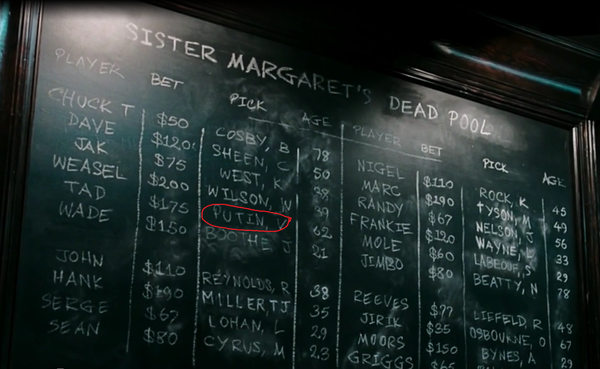 SISTER MARGARET'S DEAD POOL
PLAYER BET PICK AGE PLAYER BET PICK AGE
CHUCK T $50 COSBY, B 78 NIGEL $110 ROCK, K 45
DAVE $120 SHEEN, C 50 MARC $190 TYSON, M 49
JAK $75 WEST, K 38 RANDY $67 NELSON, J 56
WEASEL $200 WILSON, W 39 FRANKIE $120 WAYNE, L 33
TAD $175 PUTIN, V 62 MOLE $60 LABEOUF, S 29
WADE $150 BOOTHE, J 21 JIMBO $80 BEATTY, N 78
JOHN $110 REYNOLDS, R 38 REEVES $77 LIEFELD, R 48
HANK $190 MILLER, TJ 35 JIRIK $35 OSBOURNE, O 67
SERGE $67 LOHAN, L 29 MOORS $150 BYNES, A 29
SEAN $80 CYRUS, M 23 GRIGGS $65